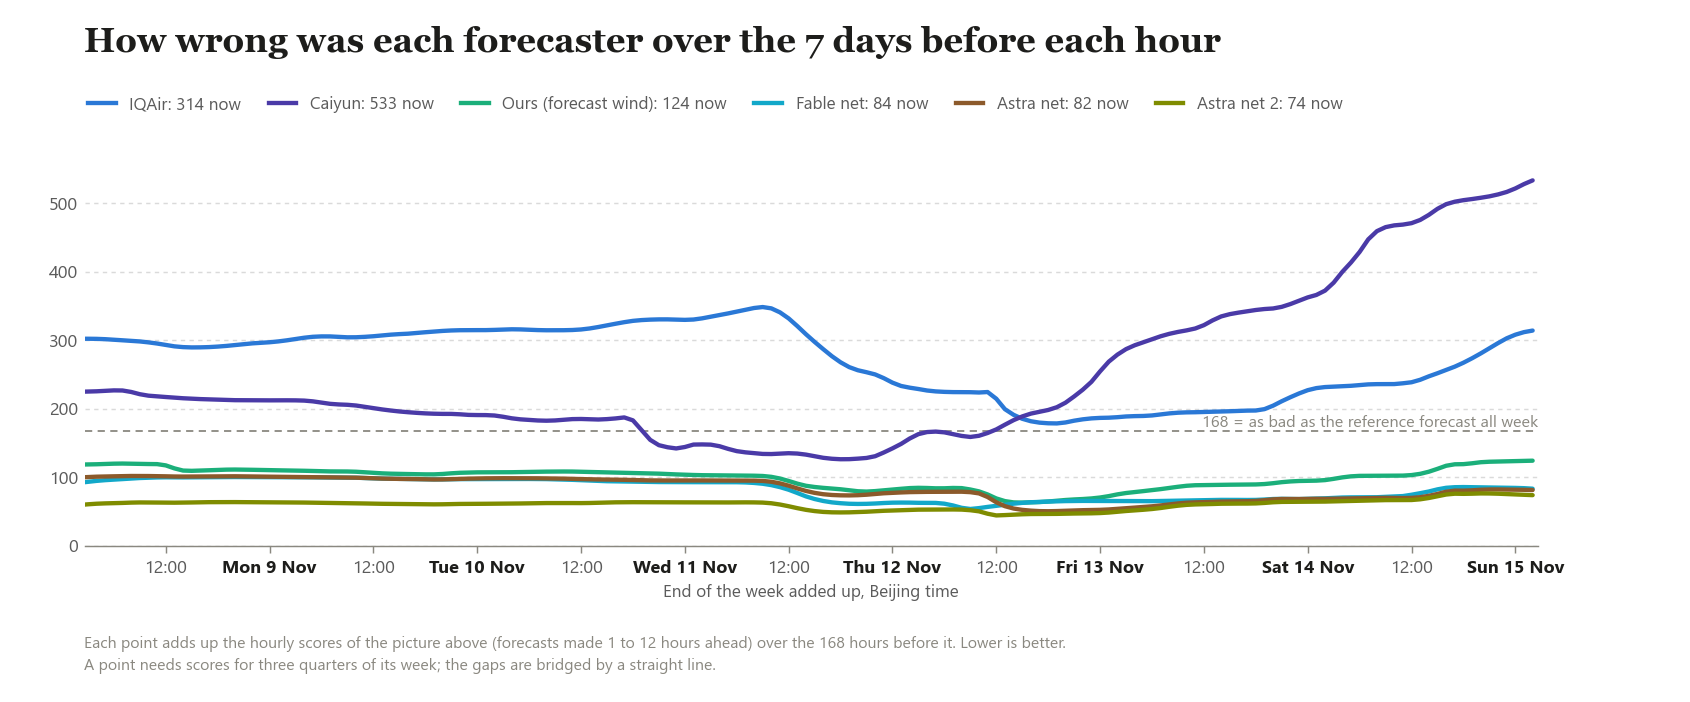 How wrong was each forecaster over the 7 days before each hour
IQAir: 314 now Caiyun: 533 now Ours (forecast wind): 124 now Fable net: 84 now Astra net: 82 now Astra net 2: 74 now
500
400
300
200
168 = as bad as the reference forecast all week
100
0
12:00 Mon 9 Nov 12:00 Tue 10 Nov 12:00 Wed 11 Nov 12:00 Thu 12 Nov 12:00 Fri 13 Nov 12:00 Sat 14 Nov 12:00 Sun 15 Nov
End of the week added up, Beijing time
Each point adds up the hourly scores of the picture above (forecasts made 1 to 12 hours ahead) over the 168 hours before it. Lower is better.
A point needs scores for three quarters of its week; the gaps are bridged by a straight line.